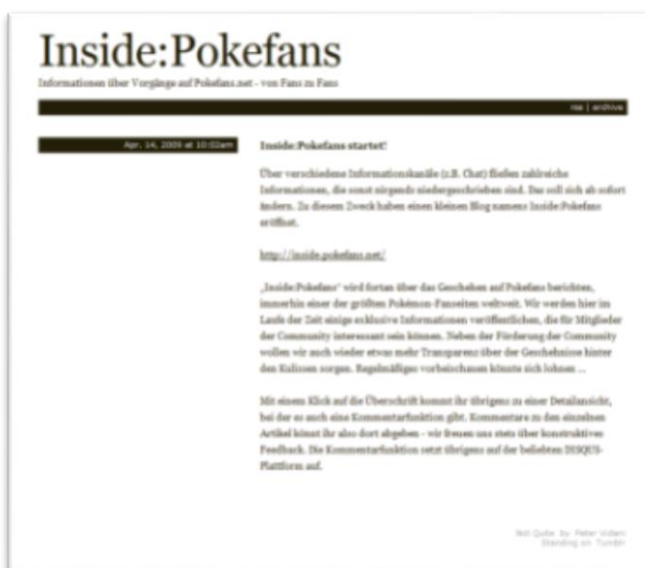 Inside:Pokefans
Informationen über Vorgänge auf Pokefans.net - von Fans zu Fans
rss | archive
Apr. 14, 2009 at 10:02am
Inside:Pokefans startet!
Über verschiedene Informationskanäle (z.B. Chat) fließen zahlreiche
Informationen, die sonst nirgends niedergeschrieben sind. Das soll sich ab sofort
ändern. Zu diesem Zweck haben einen kleinen Blog namens Inside:Pokefans
eröffnet.
http://inside.pokefans.net/
„Inside:Pokefans" wird fortan über das Geschehen auf Pokefans berichten,
immerhin einer der größten Pokémon-Fanseiten weltweit. Wir werden hier im
Laufe der Zeit einige exklusive Informationen veröffentlichen, die für Mitglieder
der Community interessant sein können. Neben der Förderung der Community
wollen wir auch wieder etwas mehr Transparenz über der Geschehnisse hinter
den Kulissen sorgen. Regelmäßiges vorbeischauen könnte sich lohnen ...
Mit einem Klick auf die Überschrift kommt ihr übrigens zu einer Detailansicht,
bei der es auch eine Kommentarfunktion gibt. Kommentare zu den einzelnen
Artikel könnt ihr also dort abgeben - wir freuen uns stets über konstruktives
Feedback. Die Kommentarfunktion setzt übrigens auf der beliebten DISQUS-
Plattform auf.
Not Quite by Peter Vidani
Standing on Tumblr